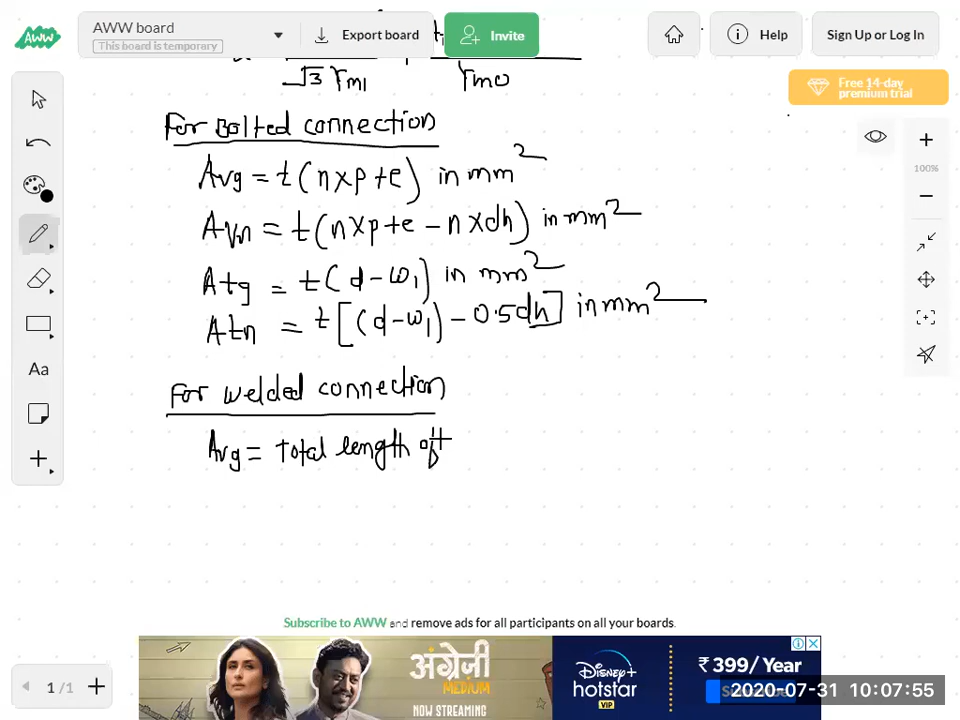 AWW
AWW board
This board is temporary
Export board
Invite
Help
Sign Up or Log In
Free 14-day
premium trial
100%
√3 γm1
γm0
For Bolted connection
Avg = t(n×p+e) in mm²
Avn = t(n×p+e - n×dh) in mm²
Atg = t(d-w1) in mm²
Atn = t[(d-w1) - 0.5dh] in mm²
For welded connection
Avg = total length of
Aa
Subscribe to AWW and remove ads for all participants on all your boards.
अंग्रेज़ी
MEDIUM
NOW STREAMING
Disney+
hotstar
VIP
₹399/Year
1/1
2020-07-31 10:07:55